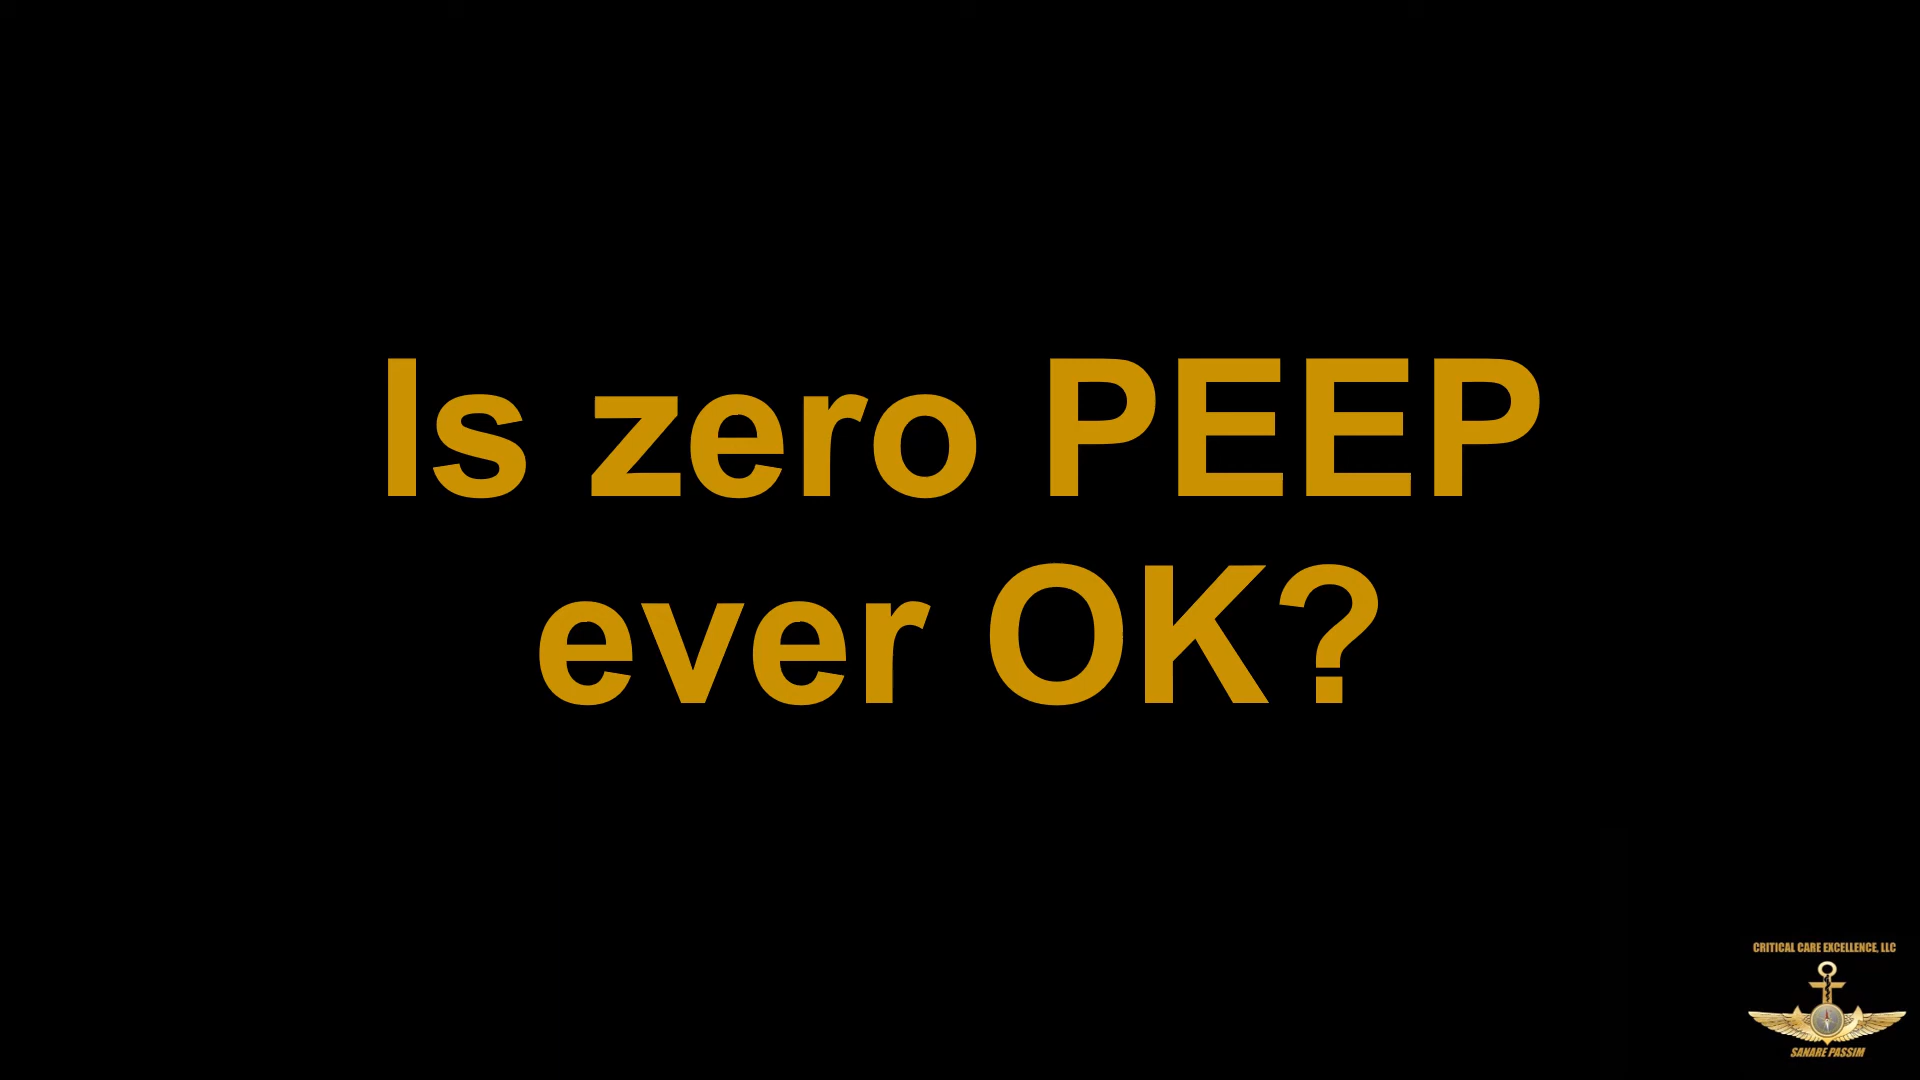 Is zero PEEP
ever OK?
CRITICAL CARE EXCELLENCE, LLC
SANARE PASSIM